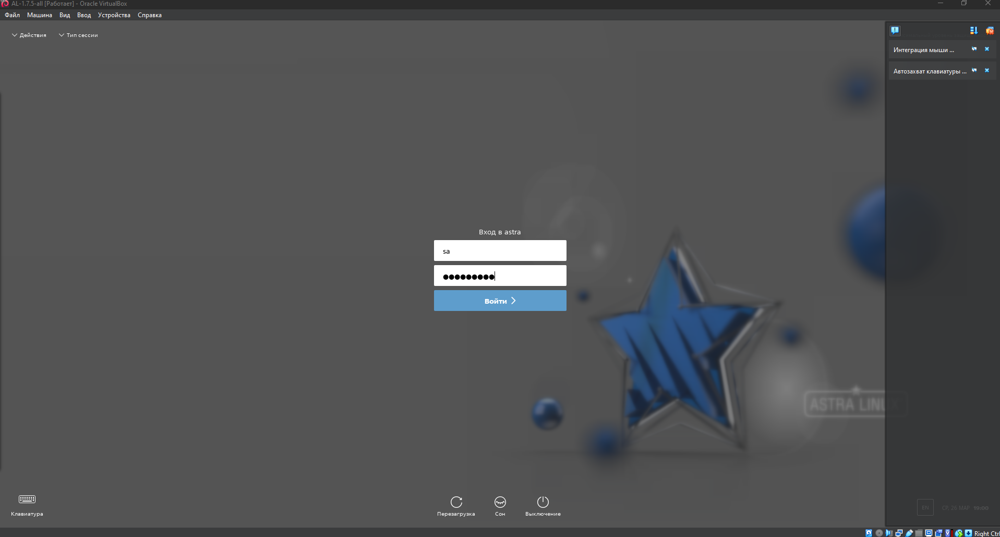 AL-1.7.5-all [Работает] - Oracle VirtualBox
Файл Машина Вид Ввод Устройства Справка
Действия Тип сессии
Интеграция мыши ...
Автозахват клавиатуры ...
Вход в astra
sa
Войти
ASTRA LINUX
Клавиатура
Перезагрузка Сон Выключение
EN СР, 26 МАР 19:00
Right Ctrl